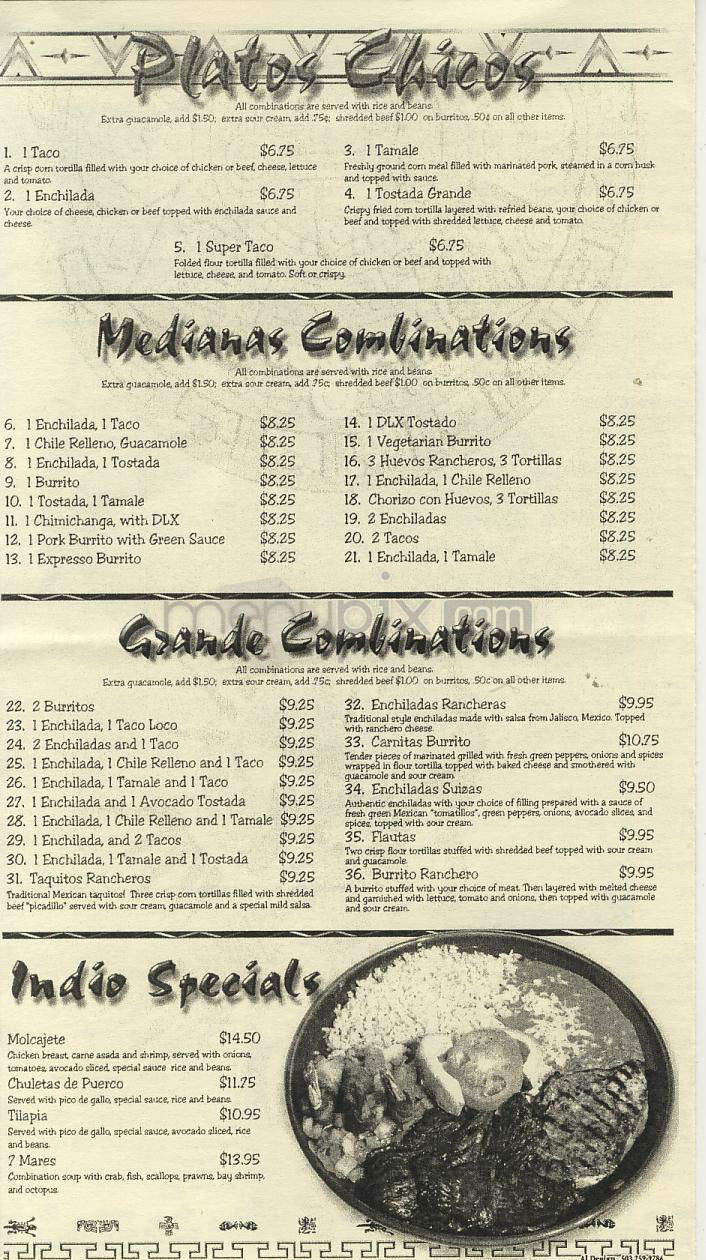 Platos Chicos
All combinations are served with rice and beans.
Extra guacamole, add $1.50; extra sour cream, add .75¢; shredded beef $1.00 on burritos, .50¢ on all other items.
1. 1 Taco $6.75
A crisp corn tortilla filled with your choice of chicken or beef, cheese, lettuce
and tomato.
2. 1 Enchilada $6.75
Your choice of cheese, chicken or beef topped with enchilada sauce and
cheese.
3. 1 Tamale $6.75
Freshly ground corn meal filled with marinated pork, steamed in a corn husk
and topped with sauce.
4. 1 Tostada Grande $6.75
Crispy fried corn tortilla layered with refried beans, your choice of chicken or
beef and topped with shredded lettuce, cheese and tomato.
5. 1 Super Taco $6.75
Folded flour tortilla filled with your choice of chicken or beef and topped with
lettuce, cheese, and tomato. Soft or crispy.
Medianas Combinations
All combinations are served with rice and beans.
Extra guacamole, add $1.50; extra sour cream, add .75c; shredded beef $1.00 on burritos, .50c on all other items.
6. 1 Enchilada, 1 Taco $8.25
7. 1 Chile Relleno, Guacamole $8.25
8. 1 Enchilada, 1 Tostada $8.25
9. 1 Burrito $8.25
10. 1 Tostada, 1 Tamale $8.25
11. 1 Chimichanga, with DLX $8.25
12. 1 Pork Burrito with Green Sauce $8.25
13. 1 Expresso Burrito $8.25
14. 1 DLX Tostado $8.25
15. 1 Vegetarian Burrito $8.25
16. 3 Huevos Rancheros, 3 Tortillas $8.25
17. 1 Enchilada, 1 Chile Relleno $8.25
18. Chorizo con Huevos, 3 Tortillas $8.25
19. 2 Enchiladas $8.25
20. 2 Tacos $8.25
21. 1 Enchilada, 1 Tamale $8.25
menupix.com
Grande Combinations
All combinations are served with rice and beans.
Extra guacamole, add $1.50; extra sour cream, add .75c; shredded beef $1.00 on burritos, .50c on all other items.
22. 2 Burritos $9.25
23. 1 Enchilada, 1 Taco Loco $9.25
24. 2 Enchiladas and 1 Taco $9.25
25. 1 Enchilada, 1 Chile Relleno and 1 Taco $9.25
26. 1 Enchilada, 1 Tamale and 1 Taco $9.25
27. 1 Enchilada and 1 Avocado Tostada $9.25
28. 1 Enchilada, 1 Chile Relleno and 1 Tamale $9.25
29. 1 Enchilada, and 2 Tacos $9.25
30. 1 Enchilada, 1 Tamale and 1 Tostada $9.25
31. Taquitos Rancheros $9.25
Traditional Mexican taquitos! Three crisp corn tortillas filled with shredded
beef "picadillo" served with sour cream, guacamole and a special mild salsa.
32. Enchiladas Rancheras $9.95
Traditional style enchiladas made with salsa from Jalisco, Mexico. Topped
with ranchero cheese.
33. Carnitas Burrito $10.75
Tender pieces of marinated grilled with fresh green peppers, onions and spices
wrapped in flour tortilla topped with baked cheese and smothered with
guacamole and sour cream.
34. Enchiladas Suizas $9.50
Authentic enchiladas with your choice of filling prepared with a sauce of
fresh green Mexican "tomatillos", green peppers, onions, avocado slices, and
spices, topped with sour cream.
35. Flautas $9.95
Two crisp flour tortillas stuffed with shredded beef topped with sour cream
and guacamole.
36. Burrito Ranchero $9.95
A burrito stuffed with your choice of meat. Then layered with melted cheese
and garnished with lettuce, tomato and onions, then topped with guacamole
and sour cream.
Indio Specials
Molcajete $14.50
Chicken breast, carne asada and shrimp, served with onions,
tomatoes, avocado sliced, special sauce rice and beans.
Chuletas de Puerco $11.75
Served with pico de gallo, special sauce, rice and beans.
Tilapia $10.95
Served with pico de gallo, special sauce, avocado sliced, rice
and beans.
7 Mares $13.95
Combination soup with crab, fish, scallops, prawns, bay shrimp,
and octopus.
AJ Design 503.759-9786